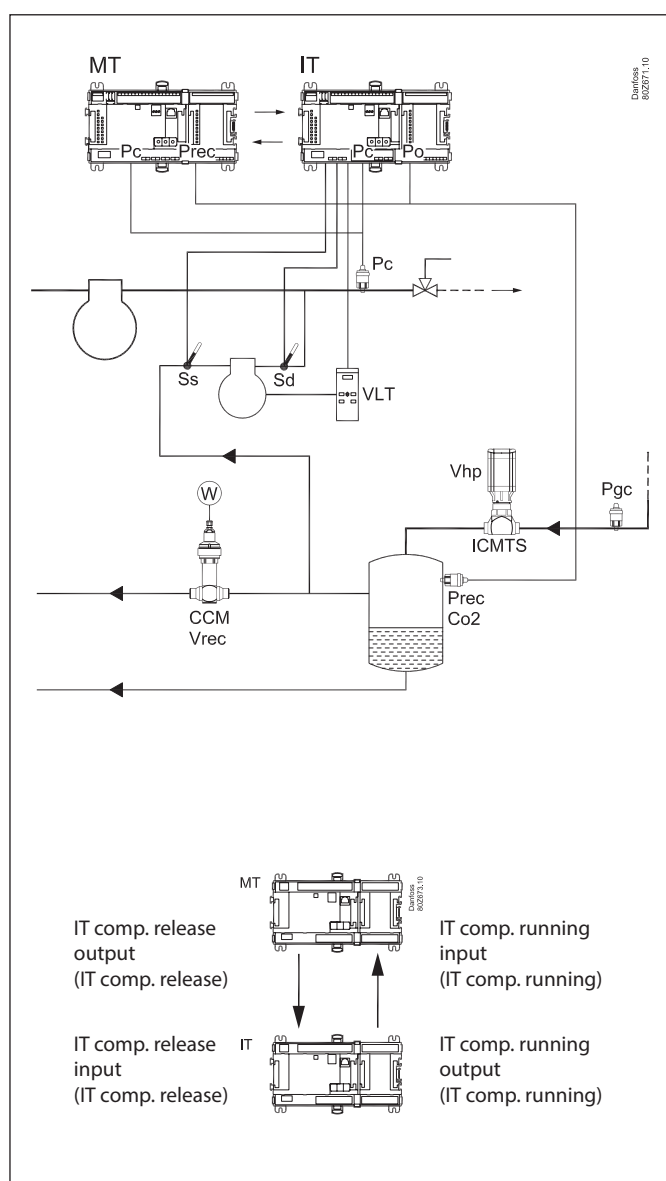 MT
IT
Danfoss
80Z671.10
Pc
Prec
Pc
Po
Pc
Ss
Sd
VLT
Vhp
Pgc
W
ICMTS
CCM
Vrec
Prec
Co2
MT
Danfoss
80Z673.10
IT comp. release
output
(IT comp. release)
IT comp. running
input
(IT comp. running)
IT comp. release
input
(IT comp. release)
IT
IT comp. running
output
(IT comp. running)